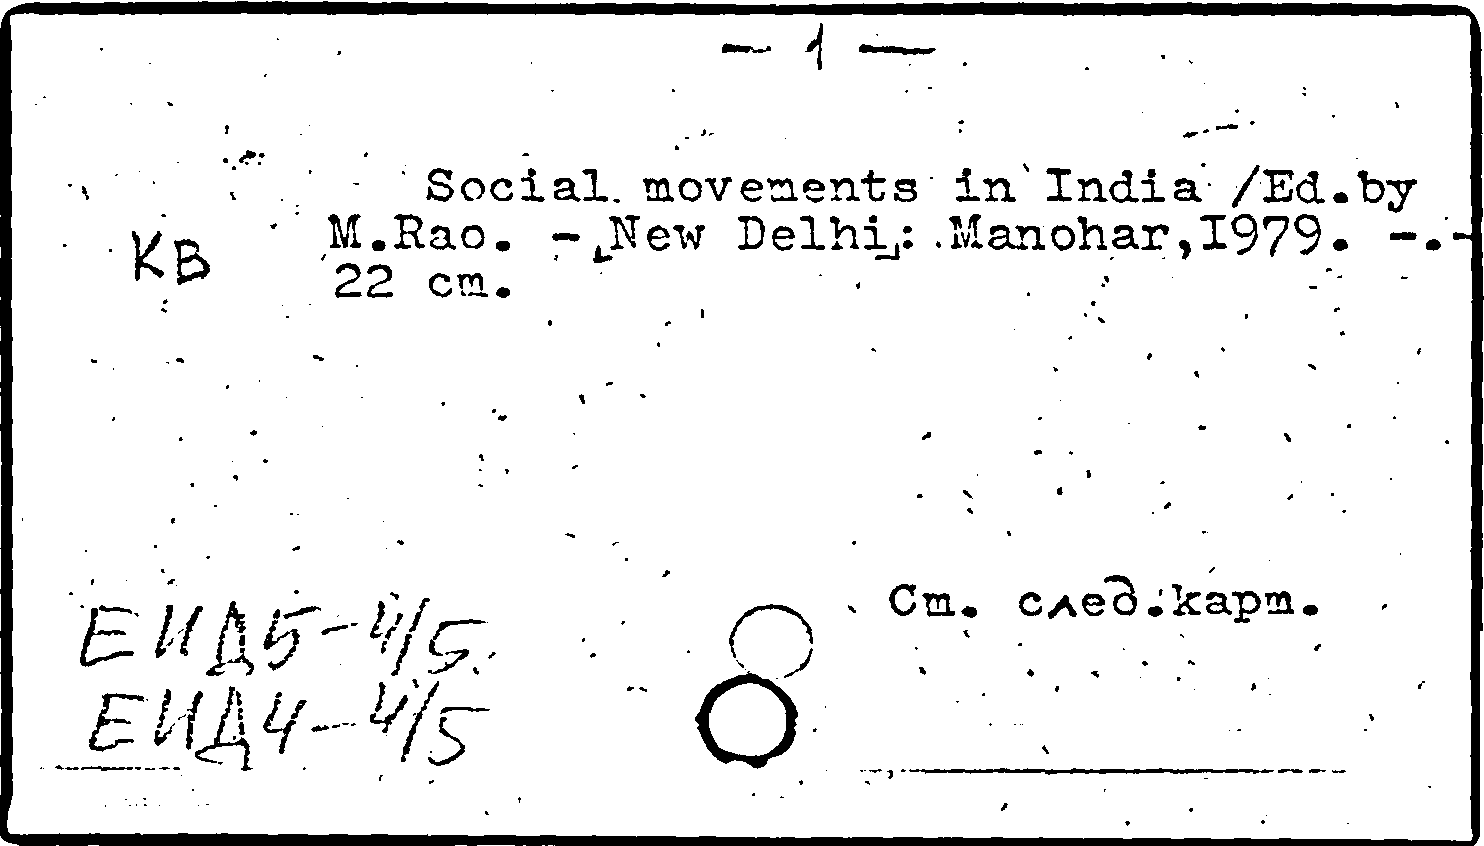 — 1 —
Social movements in India /Ed.by
КВ M.Rao. - [New Delhi]: Manohar,I979. -.-
22 cm.
См. след.карт.
ЕИД5-4/5
ЕИД4-4/5